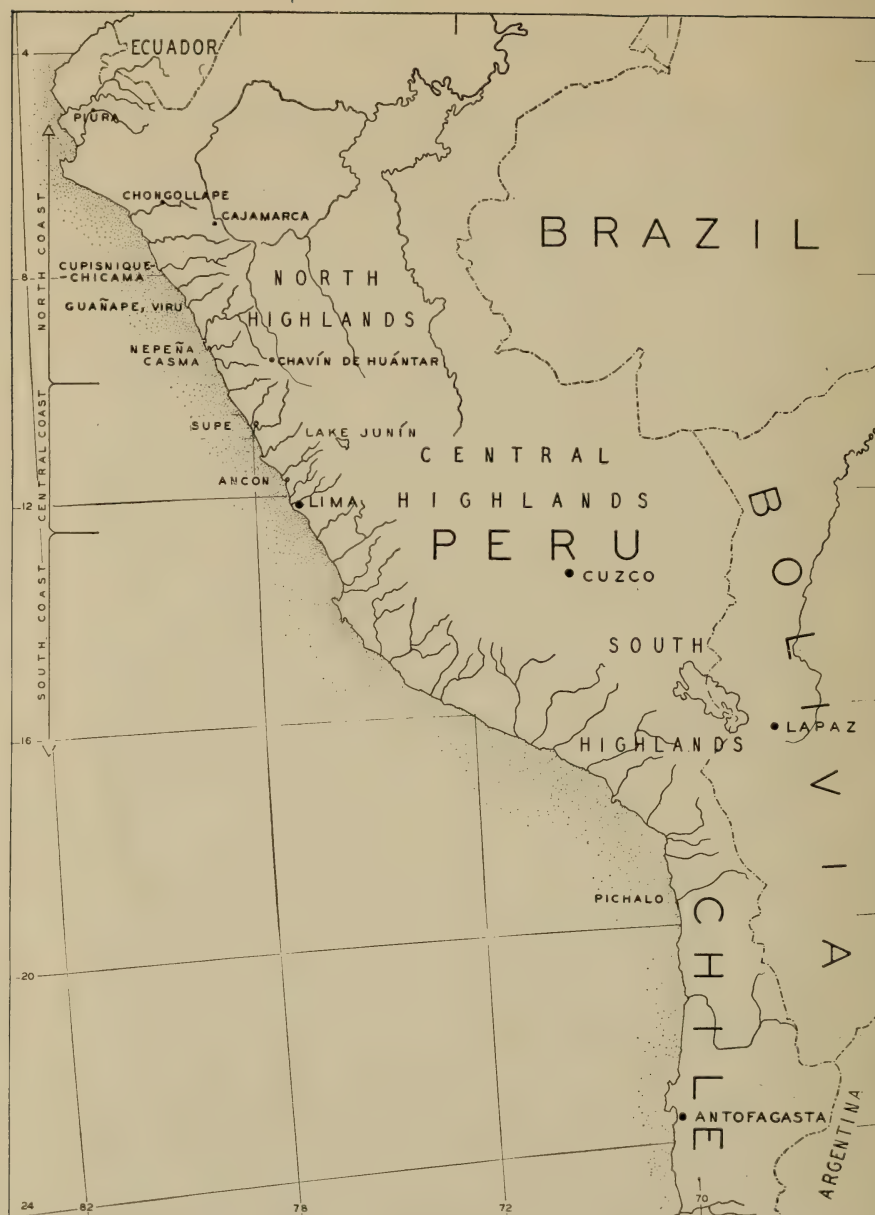 ECUADOR
4
PIURA
CHONGOLLAPE
CAJAMARCA
BRAZIL
NORTH COAST
CUPISNIQUE-
-CHICAMA
8
NORTH
HIGHLANDS
GUAÑAPE, VIRU
NEPEÑA
CASMA
CHAVÍN DE HUÁNTAR
CENTRAL COAST
SUPE
LAKE JUNÍN
CENTRAL
HIGHLANDS
ANCON
12
LIMA
PERU
BOLIVIA
CUZCO
SOUTH COAST
SOUTH
HIGHLANDS
LAPAZ
16
PICHALO
CHILE
20
ANTOFAGASTA
ARGENTINA
24
82
78
72
70